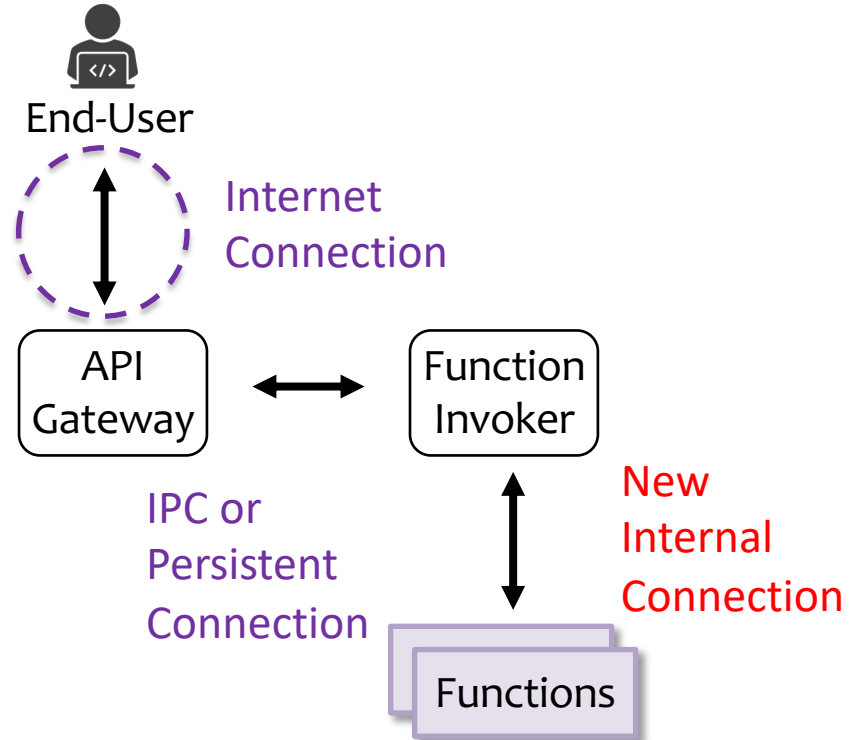 </>
End-User
Internet
Connection
API
Gateway
Function
Invoker
IPC or
Persistent
Connection
New
Internal
Connection
Functions